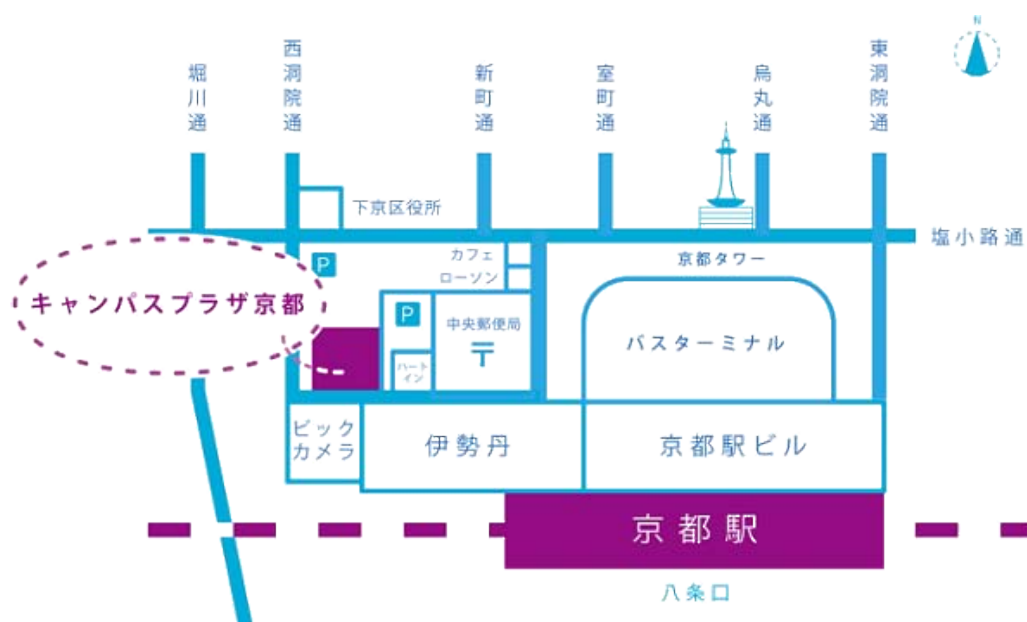 N
堀川通
西洞院通
新町通
室町通
烏丸通
東洞院通
下京区役所
塩小路通
P
カフェ
ローソン
京都タワー
キャンパスプラザ京都
P
中央郵便局
〒
バスターミナル
ハート
イン
ビック
カメラ
伊勢丹
京都駅ビル
京都駅
八条口